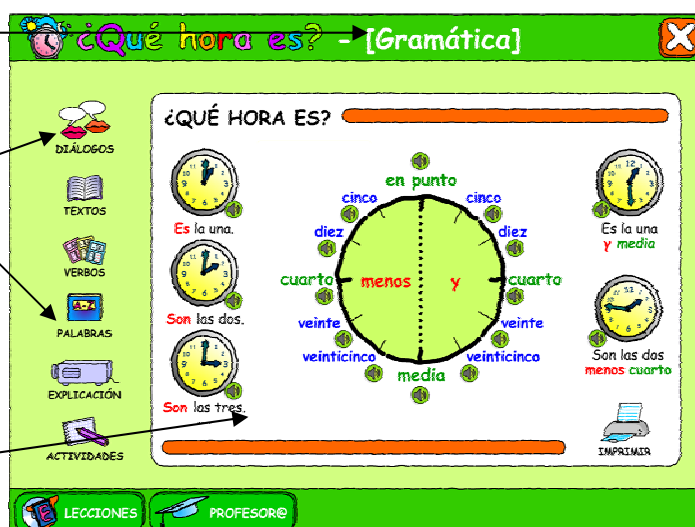 ¿Qué hora es? - [Gramática]
DIÁLOGOS
TEXTOS
VERBOS
A-Z
PALABRAS
EXPLICACIÓN
ACTIVIDADES
¿QUÉ HORA ES?
Es la una.
Son las dos.
Son las tres.
en punto
cinco
cinco
diez
diez
cuarto
menos
y
cuarto
veinte
veinte
veinticinco
veinticinco
media
Es la una
y media
Son las dos
menos cuarto
IMPRIMIR
LECCIONES
PROFESOR@